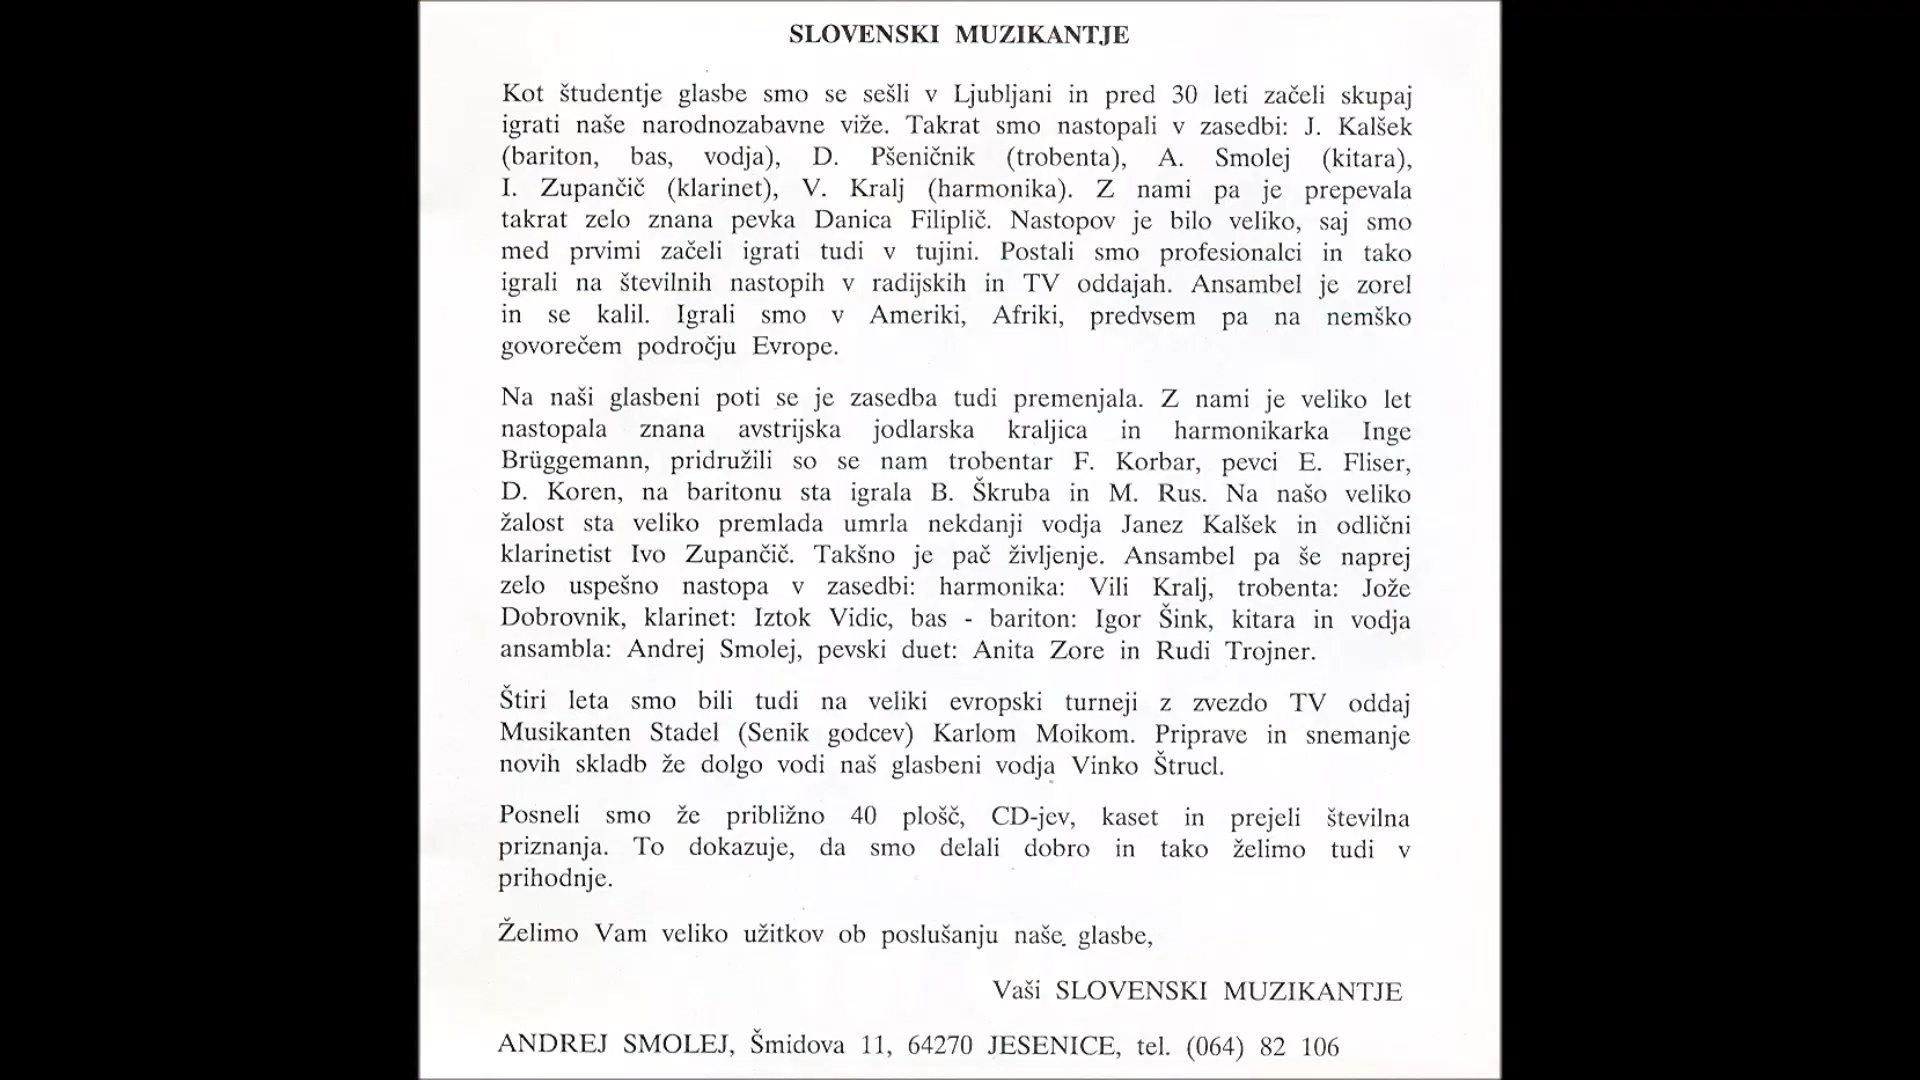 SLOVENSKI MUZIKANTJE
Kot študentje glasbe smo se sešli v Ljubljani in pred 30 leti začeli skupaj
igrati naše narodnozabavne viže. Takrat smo nastopali v zasedbi: J. Kalšek
(bariton, bas, vodja), D. Pšeničnik (trobenta), A. Smolej (kitara),
I. Zupančič (klarinet), V. Kralj (harmonika). Z nami pa je prepevala
takrat zelo znana pevka Danica Filiplič. Nastopov je bilo veliko, saj smo
med prvimi začeli igrati tudi v tujini. Postali smo profesionalci in tako
igrali na številnih nastopih v radijskih in TV oddajah. Ansambel je zorel
in se kalil. Igrali smo v Ameriki, Afriki, predvsem pa na nemško
govorečem področju Evrope.
Na naši glasbeni poti se je zasedba tudi premenjala. Z nami je veliko let
nastopala znana avstrijska jodlarska kraljica in harmonikarka Inge
Brüggemann, pridružili so se nam trobentar F. Korbar, pevci E. Fliser,
D. Koren, na baritonu sta igrala B. Škruba in M. Rus. Na našo veliko
žalost sta veliko premlada umrla nekdanji vodja Janez Kalšek in odlični
klarinetist Ivo Zupančič. Takšno je pač življenje. Ansambel pa še naprej
zelo uspešno nastopa v zasedbi: harmonika: Vili Kralj, trobenta: Jože
Dobrovnik, klarinet: Iztok Vidic, bas - bariton: Igor Šink, kitara in vodja
ansambla: Andrej Smolej, pevski duet: Anita Zore in Rudi Trojner.
Štiri leta smo bili tudi na veliki evropski turneji z zvezdo TV oddaj
Musikanten Stadel (Senik godcev) Karlom Moikom. Priprave in snemanje
novih skladb že dolgo vodi naš glasbeni vodja Vinko Štrucl.
Posneli smo že približno 40 plošč, CD-jev, kaset in prejeli številna
priznanja. To dokazuje, da smo delali dobro in tako želimo tudi v
prihodnje.
Želimo Vam veliko užitkov ob poslušanju naše glasbe,
Vaši SLOVENSKI MUZIKANTJE
ANDREJ SMOLEJ, Šmidova 11, 64270 JESENICE, tel. (064) 82 106